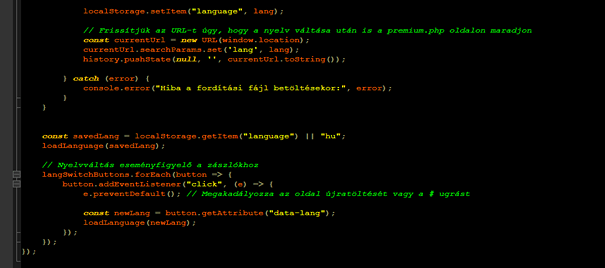 localStorage.setItem("language", lang);
// Frissítjük az URL-t úgy, hogy a nyelv váltása után is a premium.php oldalon maradjon
const currentUrl = new URL(window.location);
currentUrl.searchParams.set('lang', lang);
history.pushState(null, '', currentUrl.toString());
} catch (error) {
console.error("Hiba a fordítási fájl betöltésekor:", error);
}
}
const savedLang = localStorage.getItem("language") || "hu";
loadLanguage(savedLang);
// Nyelvváltás eseményfigyelő a zászlókhoz
langSwitchButtons.forEach(button => {
button.addEventListener("click", (e) => {
e.preventDefault(); // Megakadályozza az oldal újratöltését vagy a # ugrást
const newLang = button.getAttribute("data-lang");
loadLanguage(newLang);
});
});
});